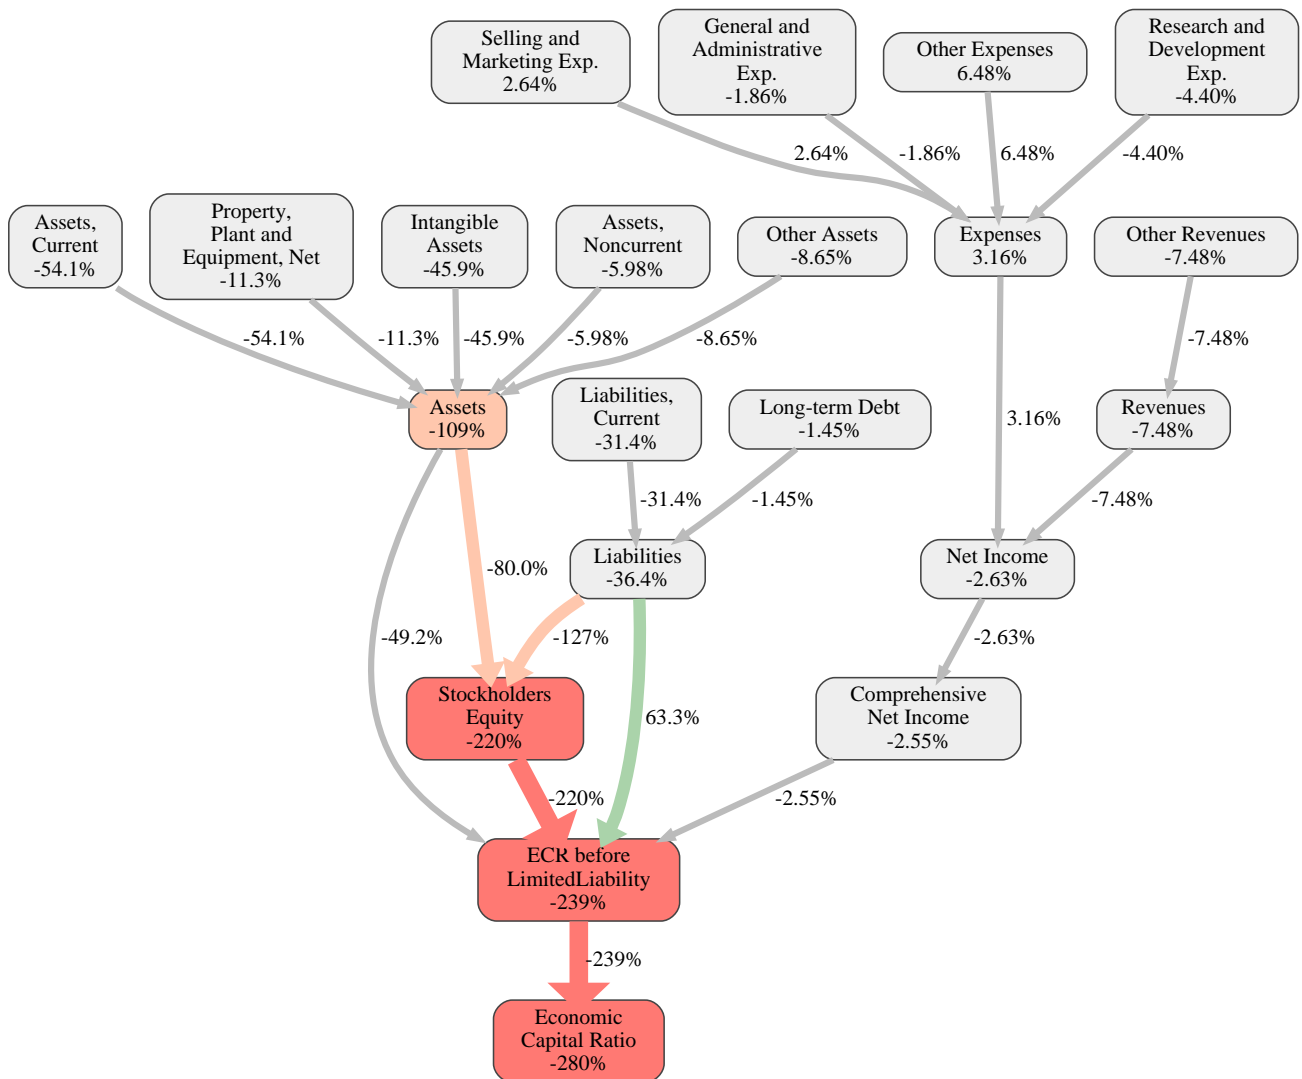 Selling and
Marketing Exp.
2.64%
General and
Administrative
Exp.
-1.86%
Other Expenses
6.48%
Research and
Development
Exp.
-4.40%
2.64%
-1.86%
6.48%
-4.40%
Assets,
Current
-54.1%
Property,
Plant and
Equipment, Net
-11.3%
Intangible
Assets
-45.9%
Assets,
Noncurrent
-5.98%
Other Assets
-8.65%
Expenses
3.16%
Other Revenues
-7.48%
-54.1%
-11.3%
-45.9%
-5.98%
-8.65%
-7.48%
Assets
-109%
Liabilities,
Current
-31.4%
Long-term Debt
-1.45%
3.16%
Revenues
-7.48%
-31.4%
-1.45%
-7.48%
-80.0%
Liabilities
-36.4%
Net Income
-2.63%
-49.2%
-127%
-2.63%
Stockholders
Equity
-220%
63.3%
Comprehensive
Net Income
-2.55%
-220%
-2.55%
ECR before
LimitedLiability
-239%
-239%
Economic
Capital Ratio
-280%